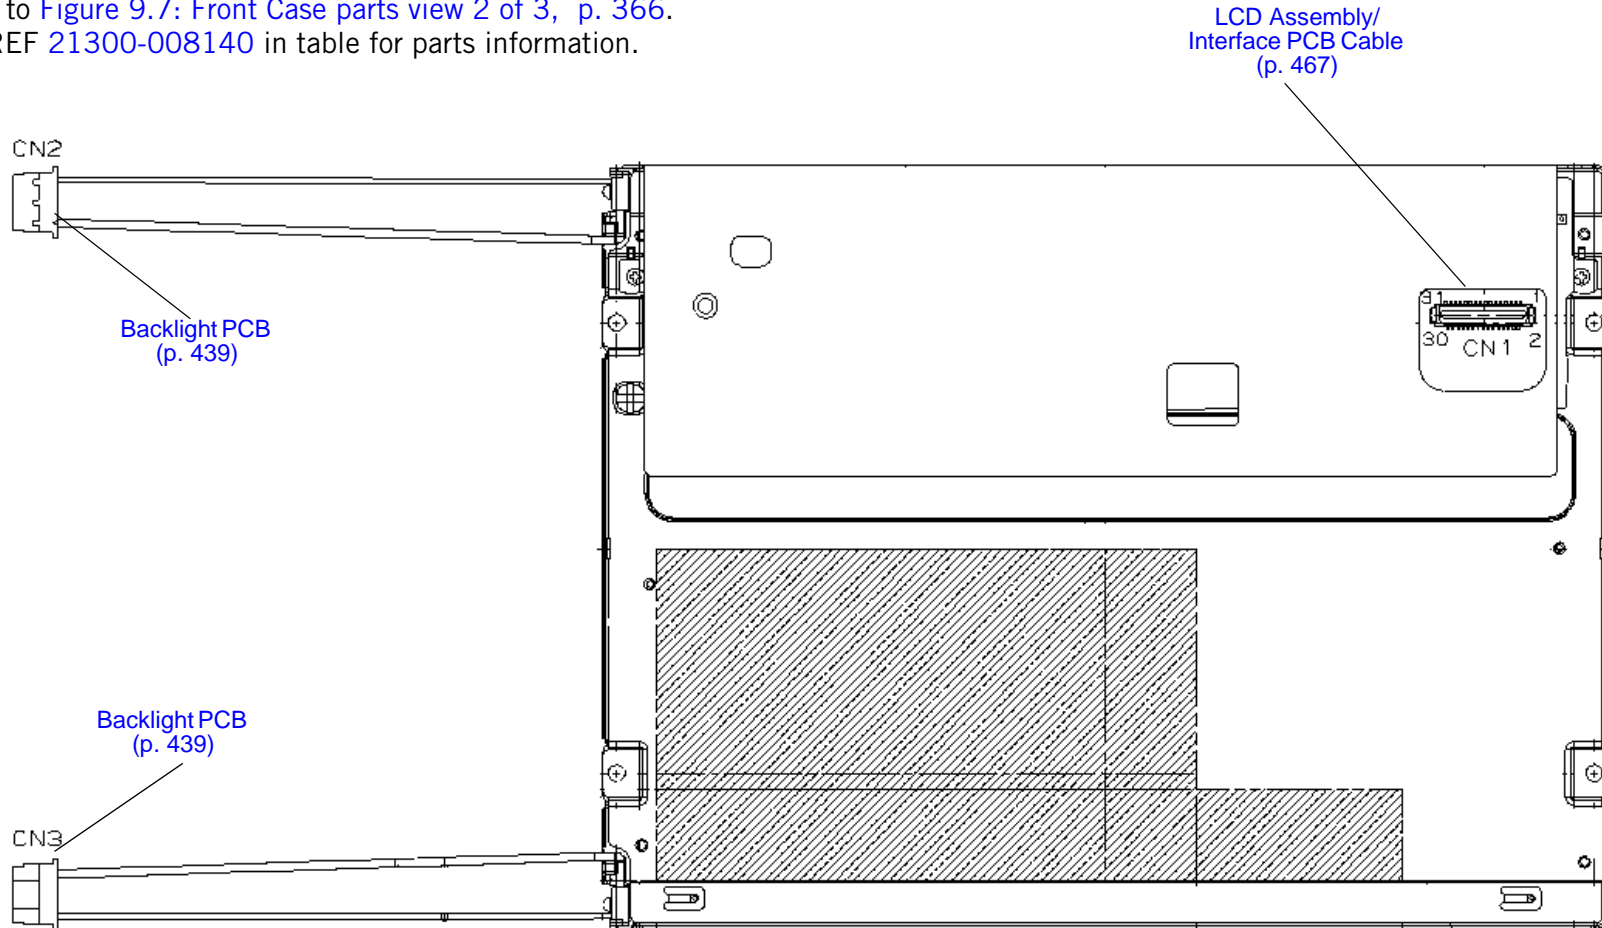 to Figure 9.7: Front Case parts view 2 of 3, p. 366.
REF 21300-008140 in table for parts information.
LCD Assembly/
Interface PCB Cable
(p. 467)
CN2
Backlight PCB
(p. 439)
31 1
30 CN1 2
Backlight PCB
(p. 439)
CN3